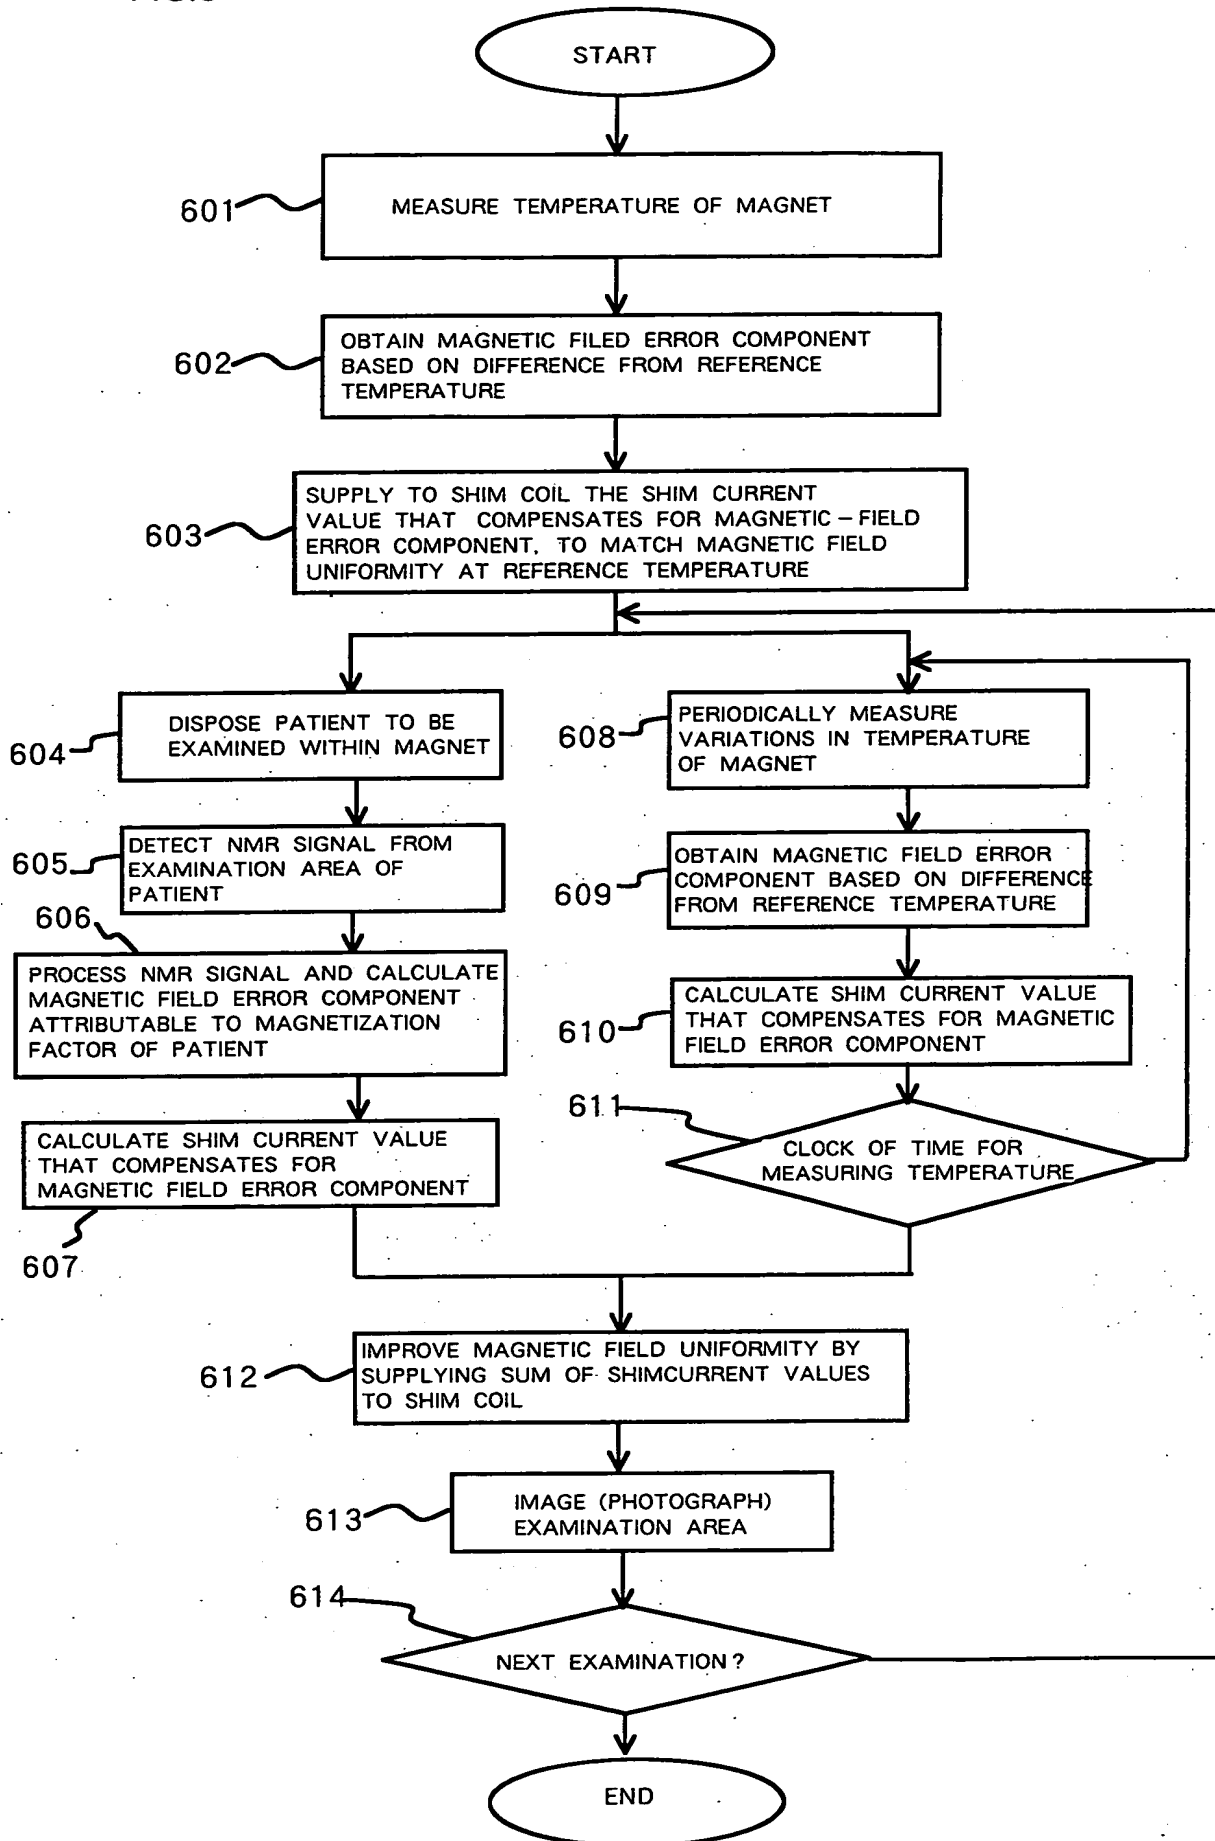 START
601
MEASURE TEMPERATURE OF MAGNET
602
OBTAIN MAGNETIC FILED ERROR COMPONENT
BASED ON DIFFERENCE FROM REFERENCE
TEMPERATURE
603
SUPPLY TO SHIM COIL THE SHIM CURRENT
VALUE THAT COMPENSATES FOR MAGNETIC-FIELD
ERROR COMPONENT, TO MATCH MAGNETIC FIELD
UNIFORMITY AT REFERENCE TEMPERATURE
604
DISPOSE PATIENT TO BE
EXAMINED WITHIN MAGNET
605
DETECT NMR SIGNAL FROM
EXAMINATION AREA OF
PATIENT
606
PROCESS NMR SIGNAL AND CALCULATE
MAGNETIC FIELD ERROR COMPONENT
ATTRIBUTABLE TO MAGNETIZATION
FACTOR OF PATIENT
CALCULATE SHIM CURRENT VALUE
THAT COMPENSATES FOR
MAGNETIC FIELD ERROR COMPONENT
607
608
PERIODICALLY MEASURE
VARIATIONS IN TEMPERATURE
OF MAGNET
609
OBTAIN MAGNETIC FIELD ERROR
COMPONENT BASED ON DIFFERENCE
FROM REFERENCE TEMPERATURE
610
CALCULATE SHIM CURRENT VALUE
THAT COMPENSATES FOR MAGNETIC
FIELD ERROR COMPONENT
611
CLOCK OF TIME FOR
MEASURING TEMPERATURE
612
IMPROVE MAGNETIC FIELD UNIFORMITY BY
SUPPLYING SUM OF SHIMCURRENT VALUES
TO SHIM COIL
613
IMAGE (PHOTOGRAPH)
EXAMINATION AREA
614
NEXT EXAMINATION?
END